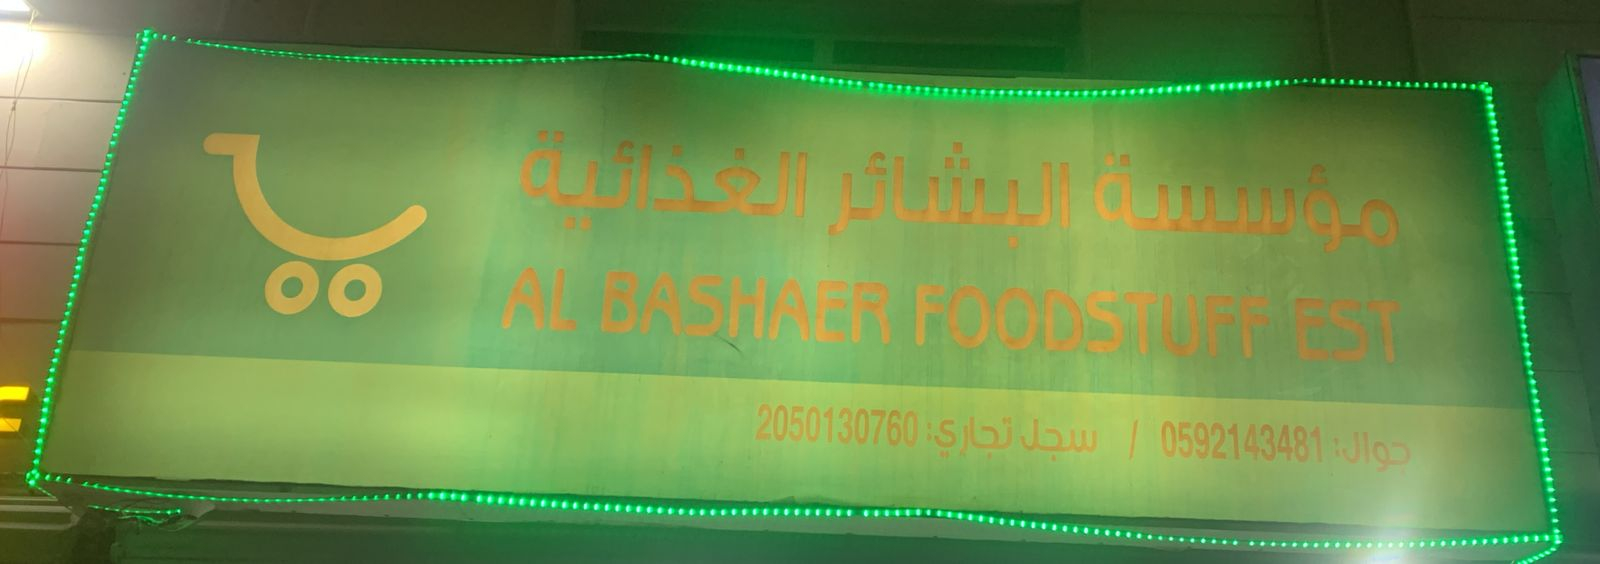 مؤسسة البشائر الغذائية
AL BASHAER FOODSTUFF EST
جوال: 0592143481 / سجل تجاري: 2050130760